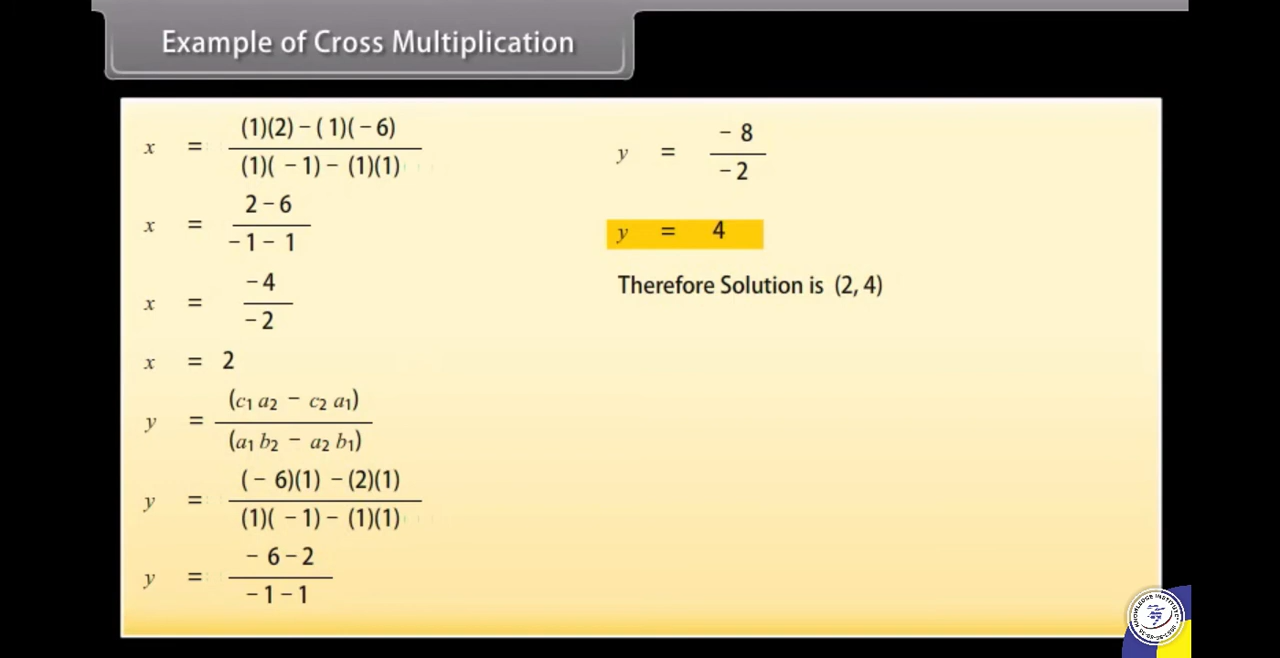 Example of Cross Multiplication
x = (1)(2) − ( 1)( − 6)
(1)( − 1) − (1)(1)
x = 2 − 6
− 1 − 1
x = − 4
− 2
x = 2
y = (c₁ a₂ − c₂ a₁)
(a₁ b₂ − a₂ b₁)
y = ( − 6)(1) − (2)(1)
(1)( − 1) − (1)(1)
y = − 6 − 2
− 1 − 1
y = − 8
− 2
y = 4
Therefore Solution is (2, 4)